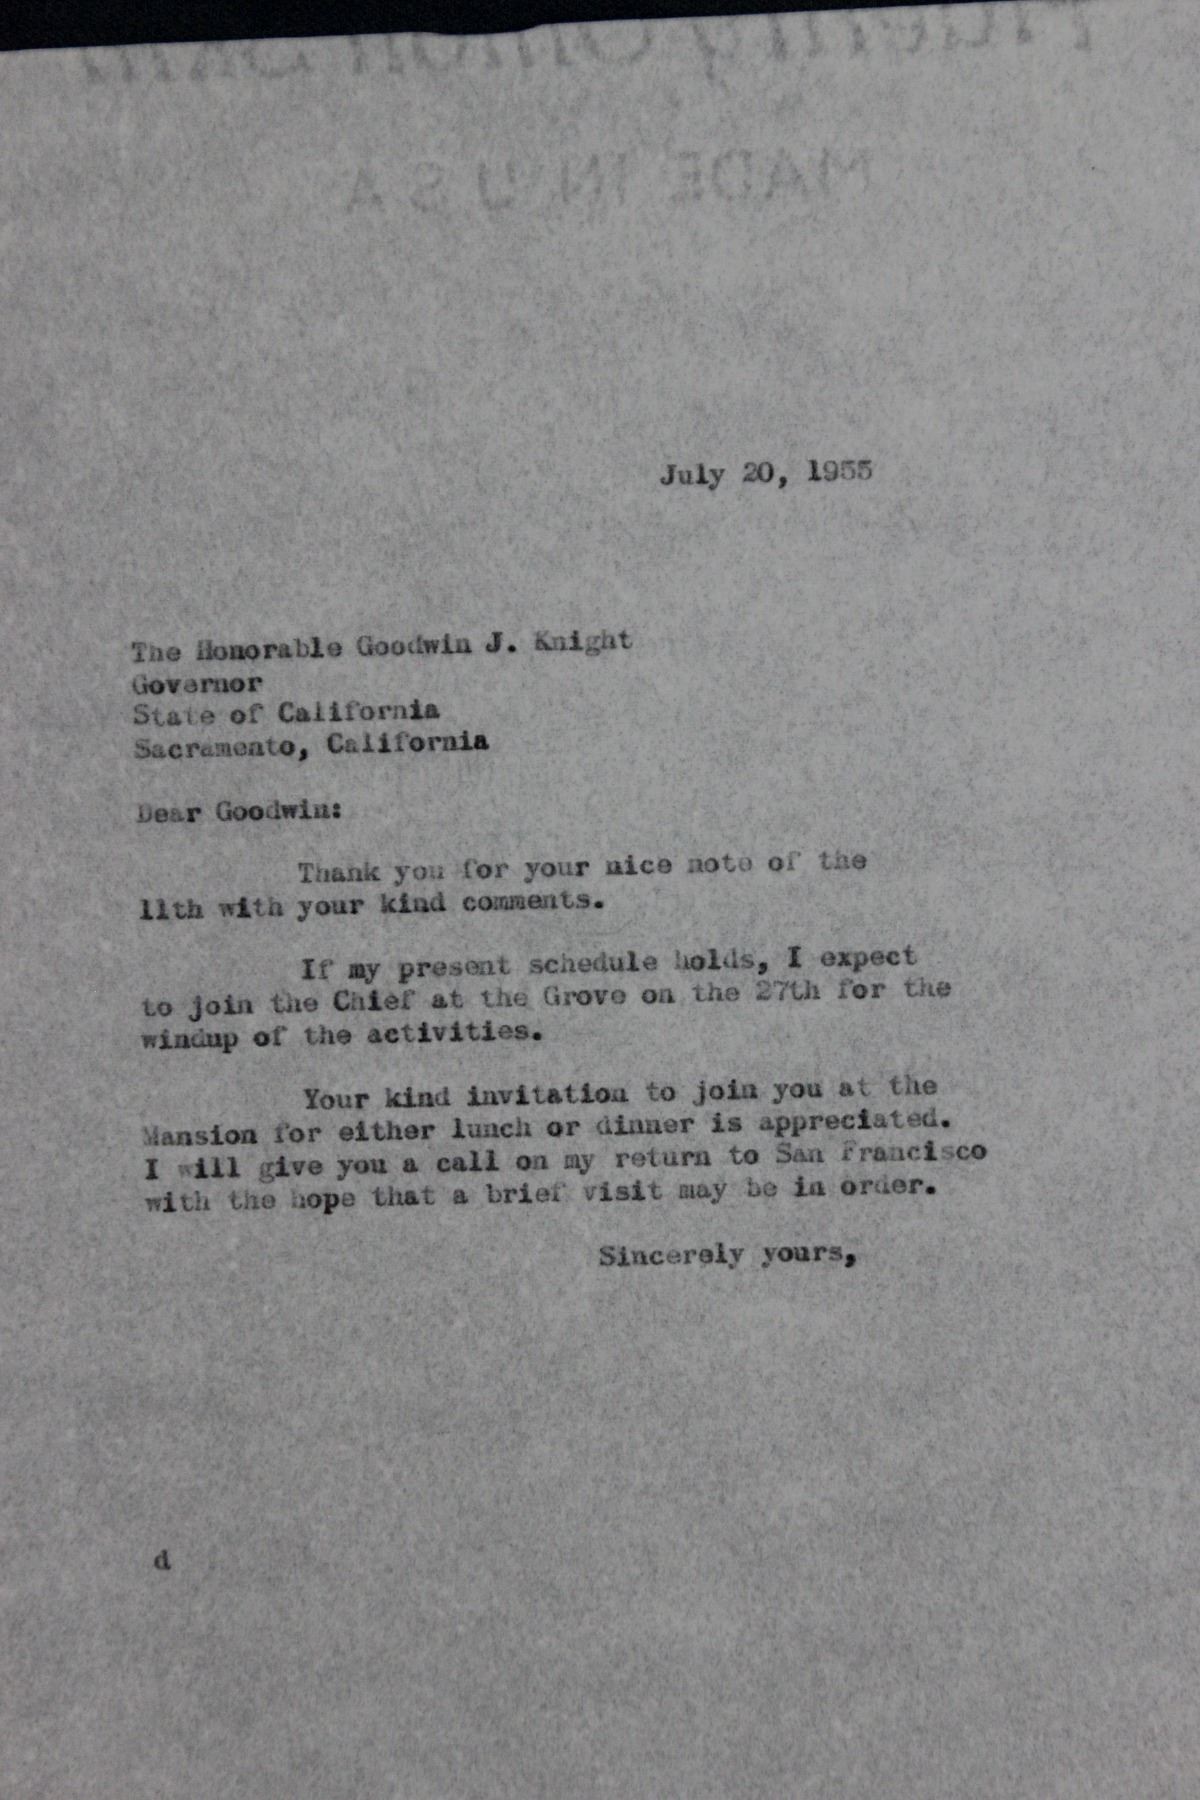 MADE IN U S A
July 20, 1955
The Honorable Goodwin J. Knight
Governor
State of California
Sacramento, California
Dear Goodwin:
Thank you for your nice note of the
11th with your kind comments.
If my present schedule holds, I expect
to join the Chief at the Grove on the 27th for the
windup of the activities.
Your kind invitation to join you at the
Mansion for either lunch or dinner is appreciated.
I will give you a call on my return to San Francisco
with the hope that a brief visit may be in order.
Sincerely yours,
d